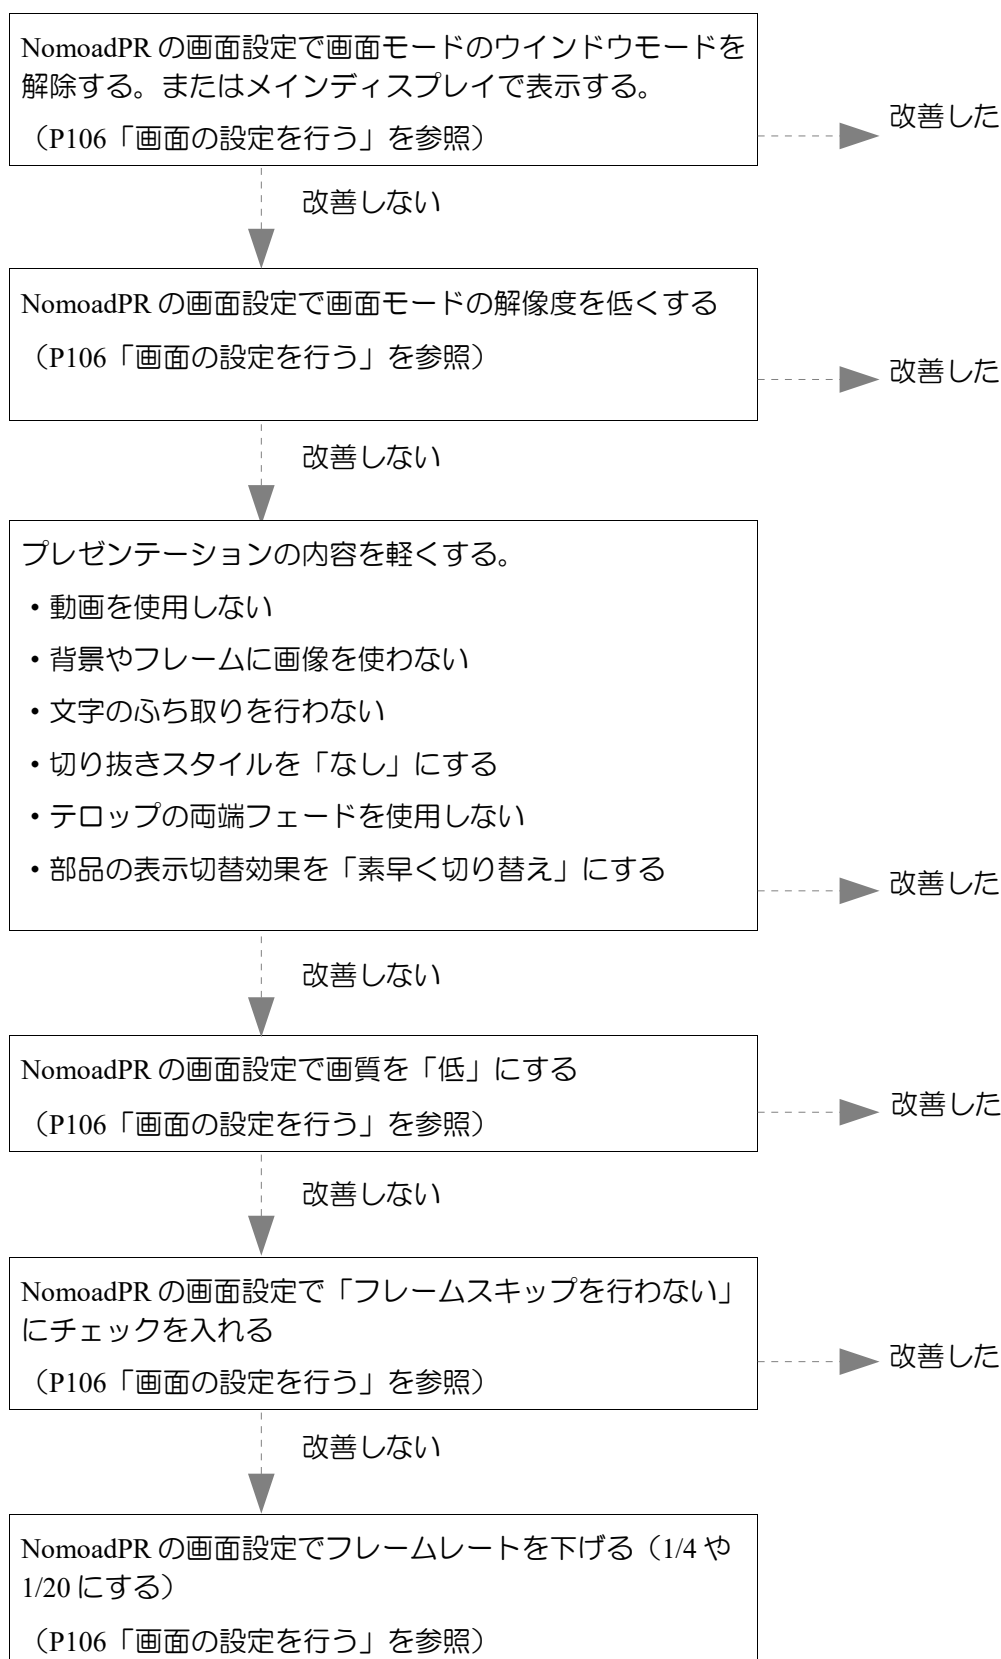 NomoadPR の画面設定で画面モードのウインドウモードを
解除する。またはメインディスプレイで表示する。
（P106「画面の設定を行う」を参照）
改善した
改善しない
NomoadPR の画面設定で画面モードの解像度を低くする
（P106「画面の設定を行う」を参照）
改善した
改善しない
プレゼンテーションの内容を軽くする。
・動画を使用しない
・背景やフレームに画像を使わない
・文字のふち取りを行わない
・切り抜きスタイルを「なし」にする
・テロップの両端フェードを使用しない
・部品の表示切替効果を「素早く切り替え」にする
改善した
改善しない
NomoadPR の画面設定で画質を「低」にする
（P106「画面の設定を行う」を参照）
改善した
改善しない
NomoadPR の画面設定で「フレームスキップを行わない」
にチェックを入れる
（P106「画面の設定を行う」を参照）
改善した
改善しない
NomoadPR の画面設定でフレームレートを下げる（1/4 や
1/20 にする）
（P106「画面の設定を行う」を参照）